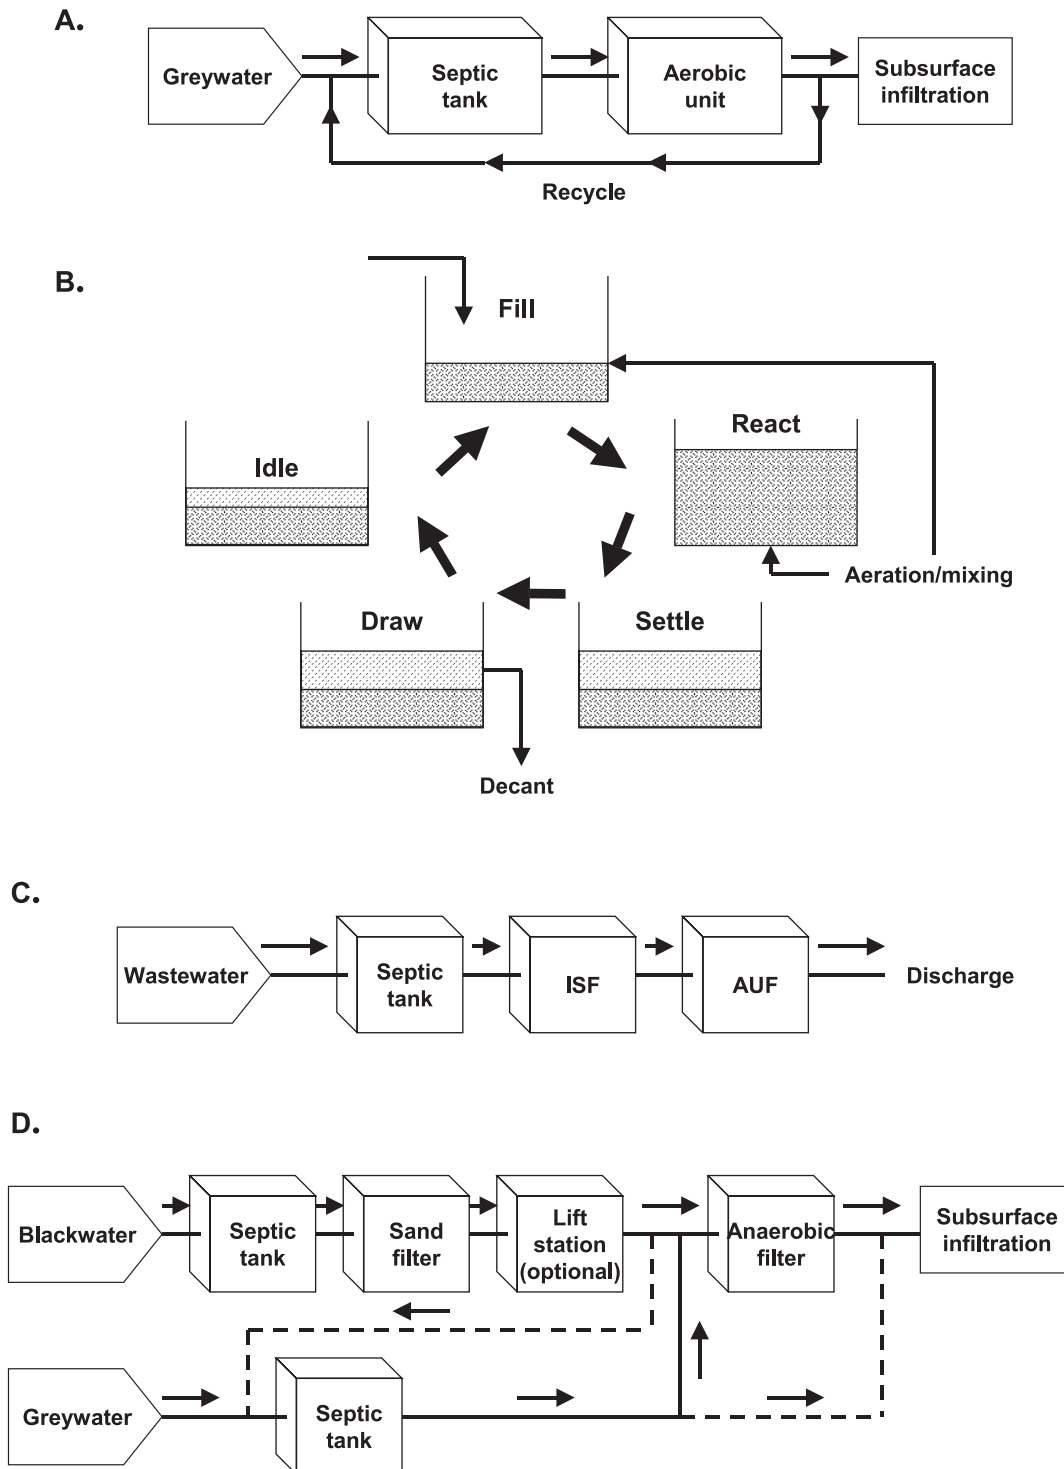 A.
Greywater
Septic
tank
Aerobic
unit
Subsurface
infiltration
Recycle
B.
Fill
React
Idle
Aeration/mixing
Draw
Settle
Decant
C.
Wastewater
Septic
tank
ISF
AUF
Discharge
D.
Blackwater
Septic
tank
Sand
filter
Lift
station
(optional)
Anaerobic
filter
Subsurface
infiltration
Greywater
Septic
tank